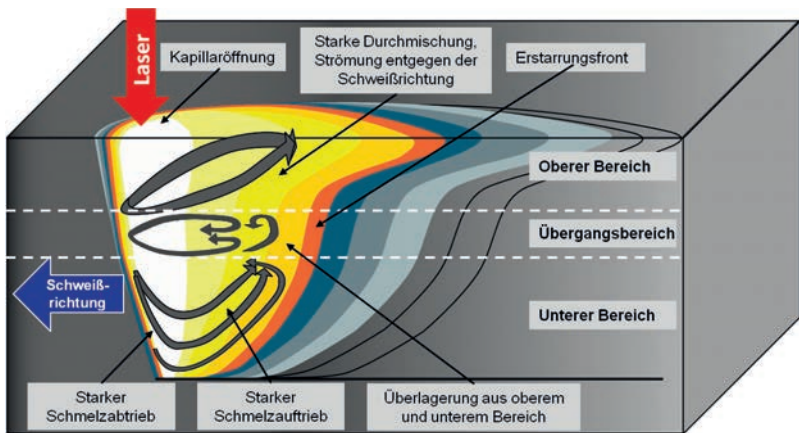 Laser
Kapillaröffnung
Starke Durchmischung,
Strömung entgegen der
Schweißrichtung
Erstarrungsfront
Oberer Bereich
Übergangsbereich
Schweiß-
richtung
Unterer Bereich
Starker
Schmelzabtrieb
Starker
Schmelzauftrieb
Überlagerung aus oberem
und unterem Bereich